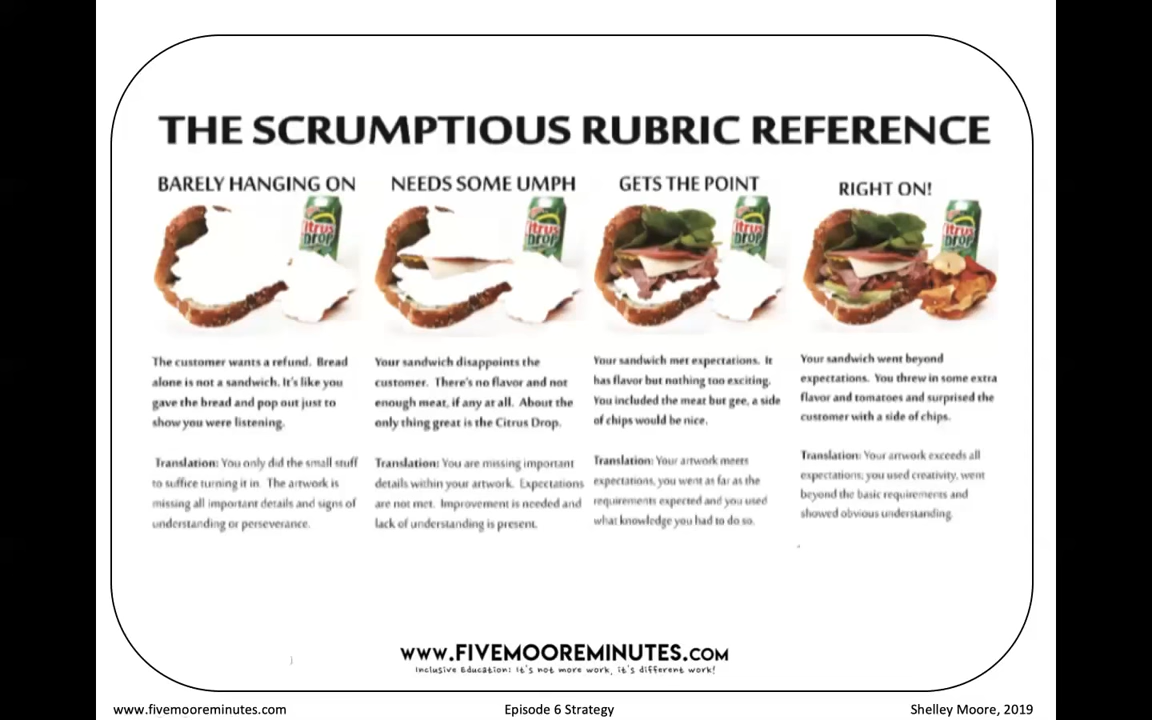 THE SCRUMPTIOUS RUBRIC REFERENCE
BARELY HANGING ON
Citrus
DROP
The customer wants a refund. Bread
alone is not a sandwich. It's like you
gave the bread and pop out just to
show you were listening.
Translation: You only did the small stuff
to suffice turning it in. The artwork is
missing all important details and signs of
understanding or perseverance.
NEEDS SOME UMPH
Citrus
DROP
Your sandwich disappoints the
customer. There's no flavor and not
enough meat, if any at all. About the
only thing great is the Citrus Drop.
Translation: You are missing important
details within your artwork. Expectations
are not met. Improvement is needed and
lack of understanding is present.
GETS THE POINT
Citrus
DROP
Your sandwich met expectations. It
has flavor but nothing too exciting.
You included the meat but gee, a side
of chips would be nice.
Translation: Your artwork meets
expectations, you went as far as the
requirements expected and you used
what knowledge you had to do so.
RIGHT ON!
Citrus
DROP
Your sandwich went beyond
expectations. You threw in some extra
flavor and tomatoes and surprised the
customer with a side of chips.
Translation: Your artwork exceeds all
expectations; you used creativity, went
beyond the basic requirements and
showed obvious understanding.
WWW.FIVEMOOREMINUTES.COM
Inclusive Education: It's not more work, it's different work!
www.fivemooreminutes.com
Episode 6 Strategy
Shelley Moore, 2019